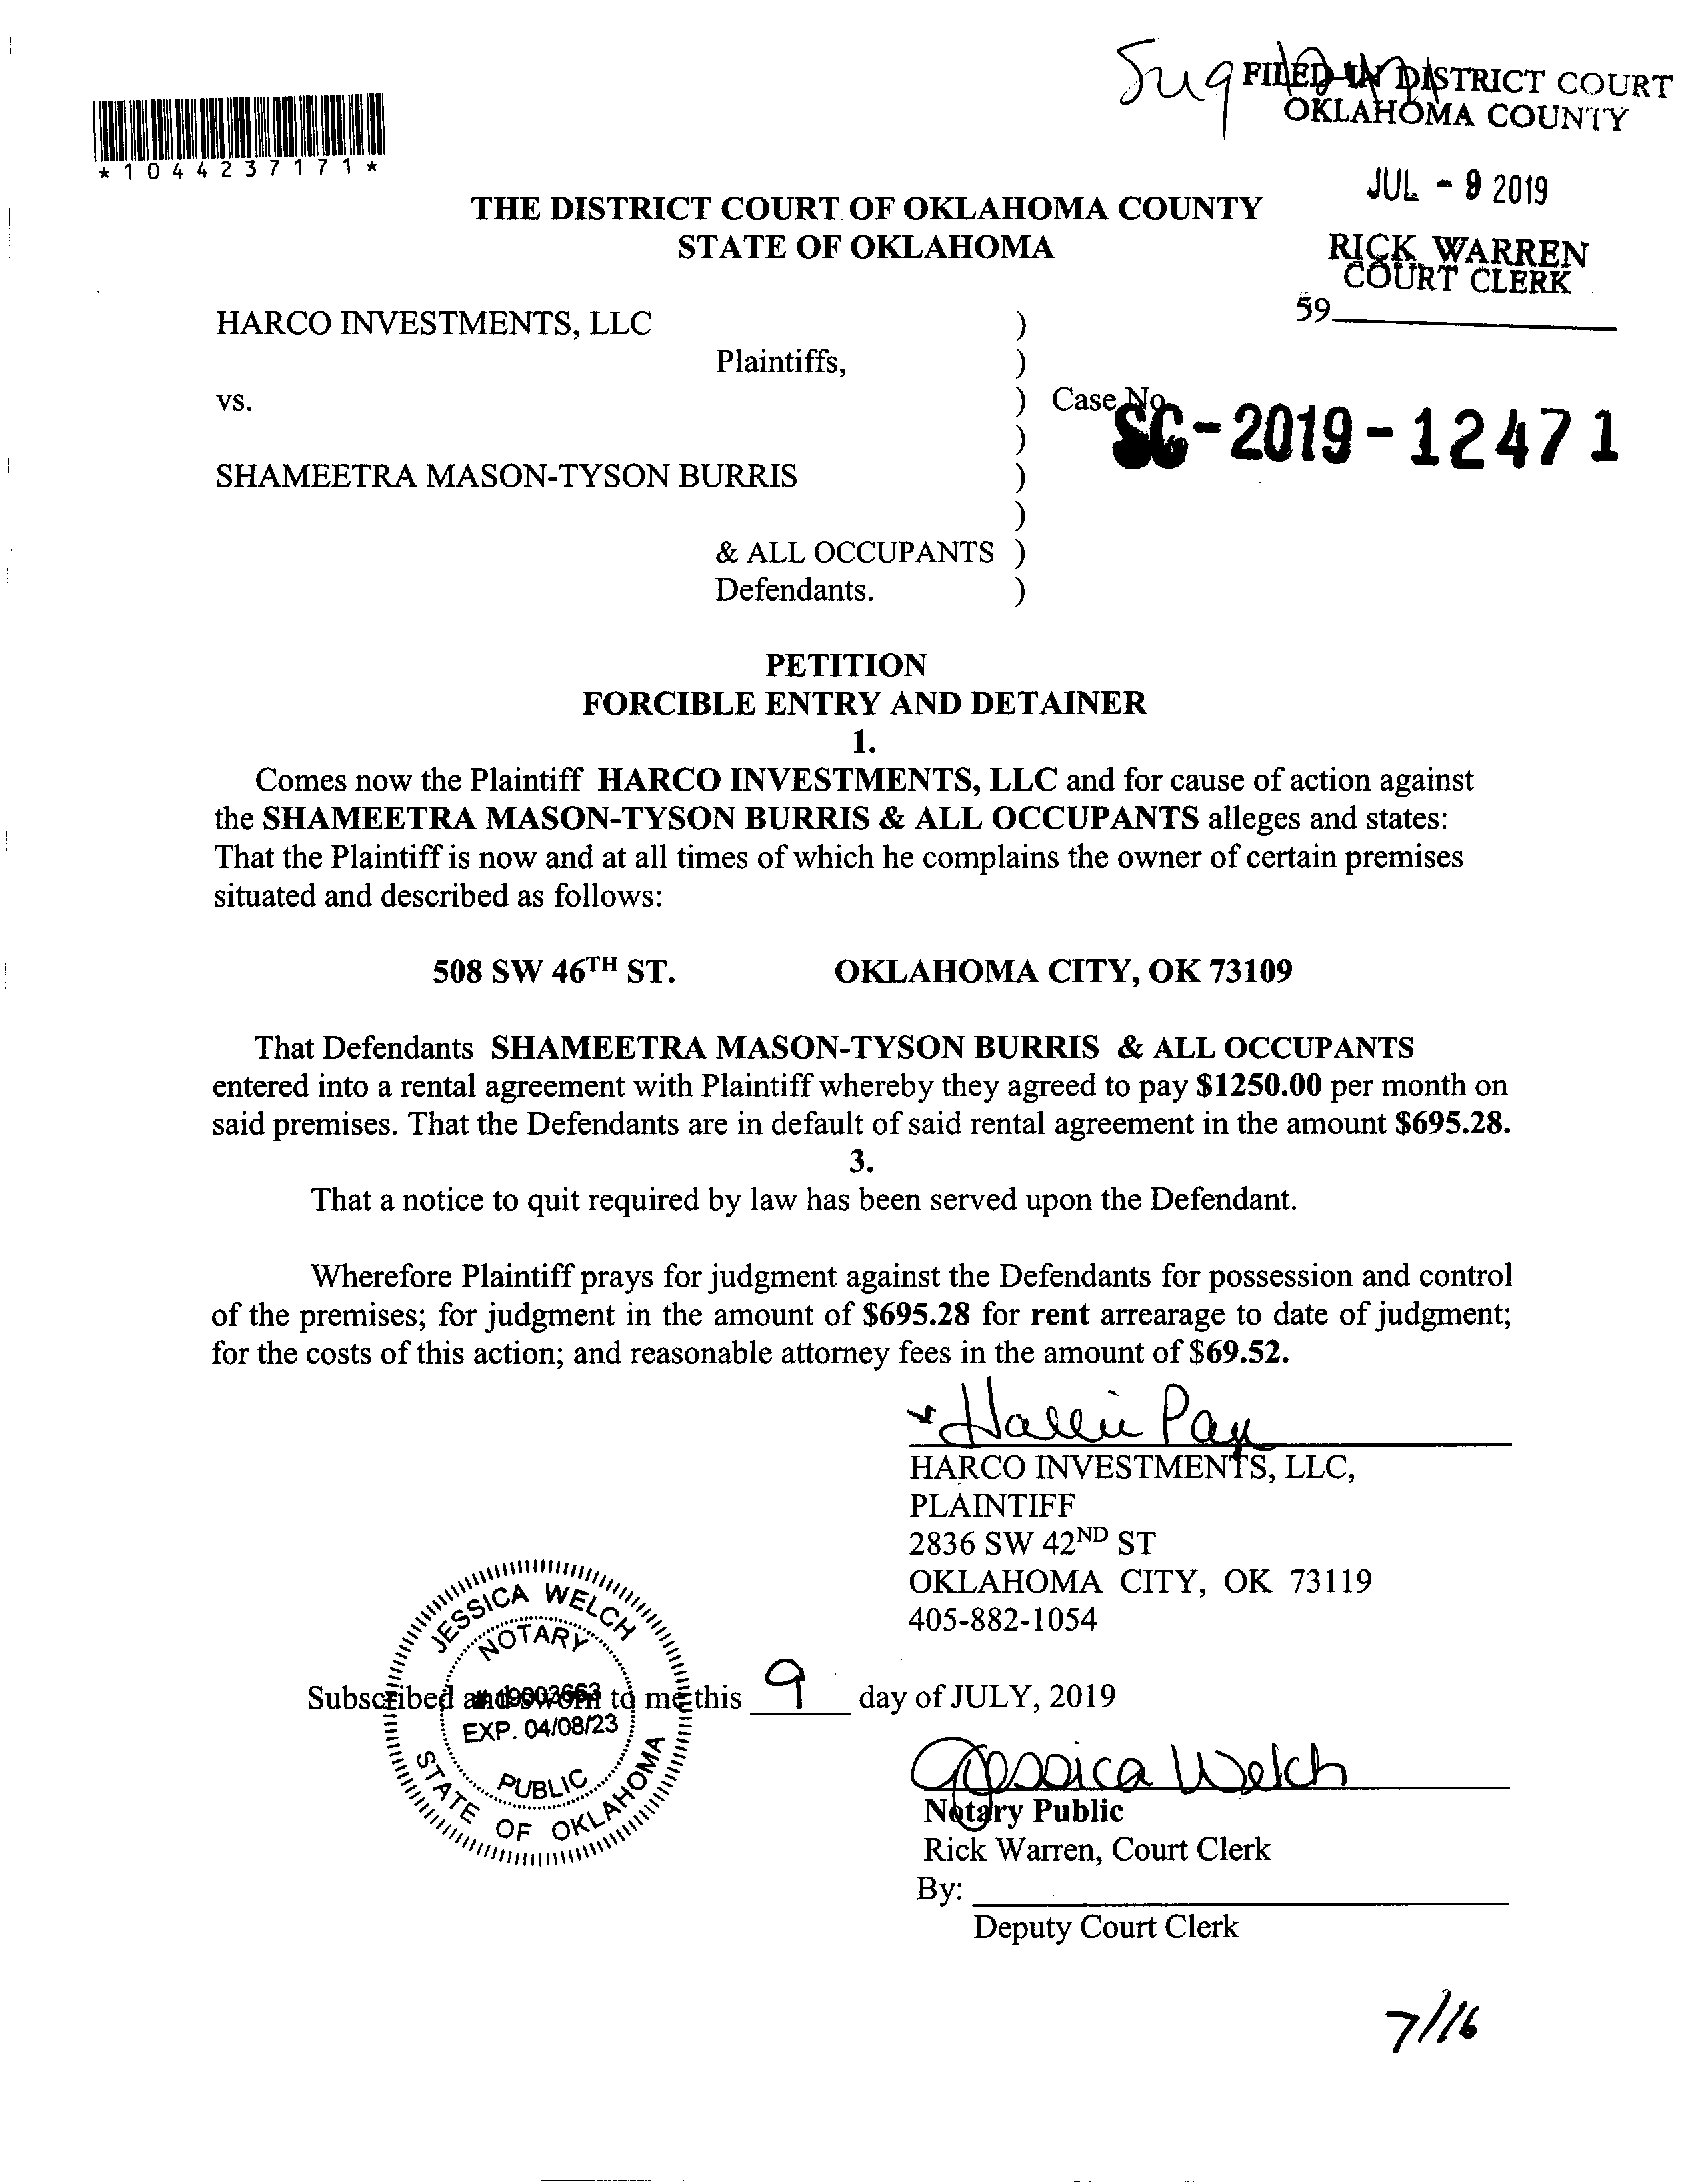 FILED IN DISTRICT COURT
OKLAHOMA COUNTY
*1044237171*
JUL - 9 2019
THE DISTRICT COURT OF OKLAHOMA COUNTY
STATE OF OKLAHOMA
RICK WARREN
COURT CLERK
59
HARCO INVESTMENTS, LLC )
Plaintiffs, )
vs. ) Case No.
SC-2019-12471
)
SHAMEETRA MASON-TYSON BURRIS )
)
& ALL OCCUPANTS )
Defendants. )
PETITION
FORCIBLE ENTRY AND DETAINER
1.
Comes now the Plaintiff HARCO INVESTMENTS, LLC and for cause of action against
the SHAMEETRA MASON-TYSON BURRIS & ALL OCCUPANTS alleges and states:
That the Plaintiff is now and at all times of which he complains the owner of certain premises
situated and described as follows:
508 SW 46TH ST. OKLAHOMA CITY, OK 73109
That Defendants SHAMEETRA MASON-TYSON BURRIS & ALL OCCUPANTS
entered into a rental agreement with Plaintiff whereby they agreed to pay $1250.00 per month on
said premises. That the Defendants are in default of said rental agreement in the amount $695.28.
3.
That a notice to quit required by law has been served upon the Defendant.
Wherefore Plaintiff prays for judgment against the Defendants for possession and control
of the premises; for judgment in the amount of $695.28 for rent arrearage to date of judgment;
for the costs of this action; and reasonable attorney fees in the amount of $69.52.
HARCO INVESTMENTS, LLC,
PLAINTIFF
2836 SW 42ND ST
OKLAHOMA CITY, OK 73119
405-882-1054
JESSICA WELCH
NOTARY
# 19003653
EXP. 04/08/23
PUBLIC
STATE OF OKLAHOMA
Subscribed and sworn to me this 9 day of JULY, 2019
Jessica Welch
Notary Public
Rick Warren, Court Clerk
By:
Deputy Court Clerk
7/16